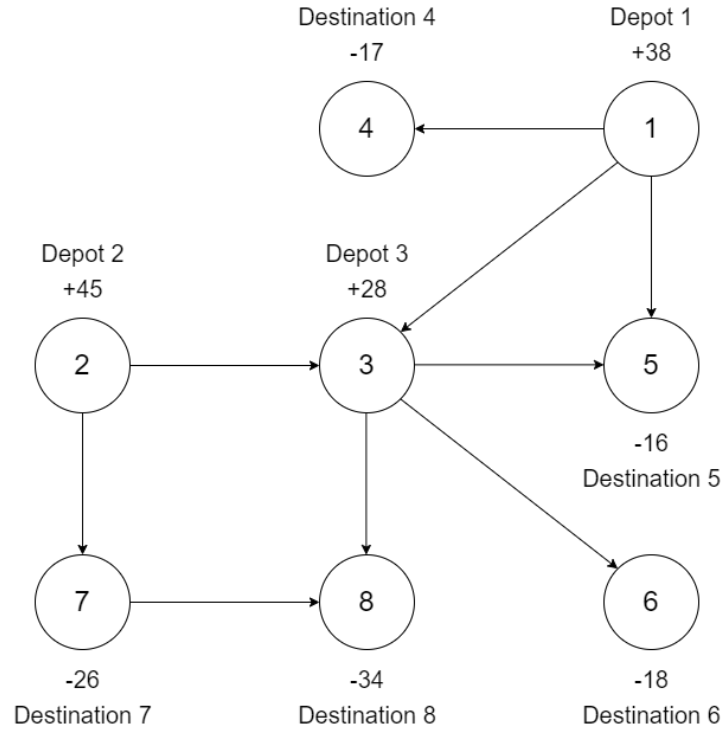 Destination 4
-17
4
Depot 1
+38
1
Depot 2
+45
2
Depot 3
+28
3
5
-16
Destination 5
7
-26
Destination 7
8
-34
Destination 8
6
-18
Destination 6